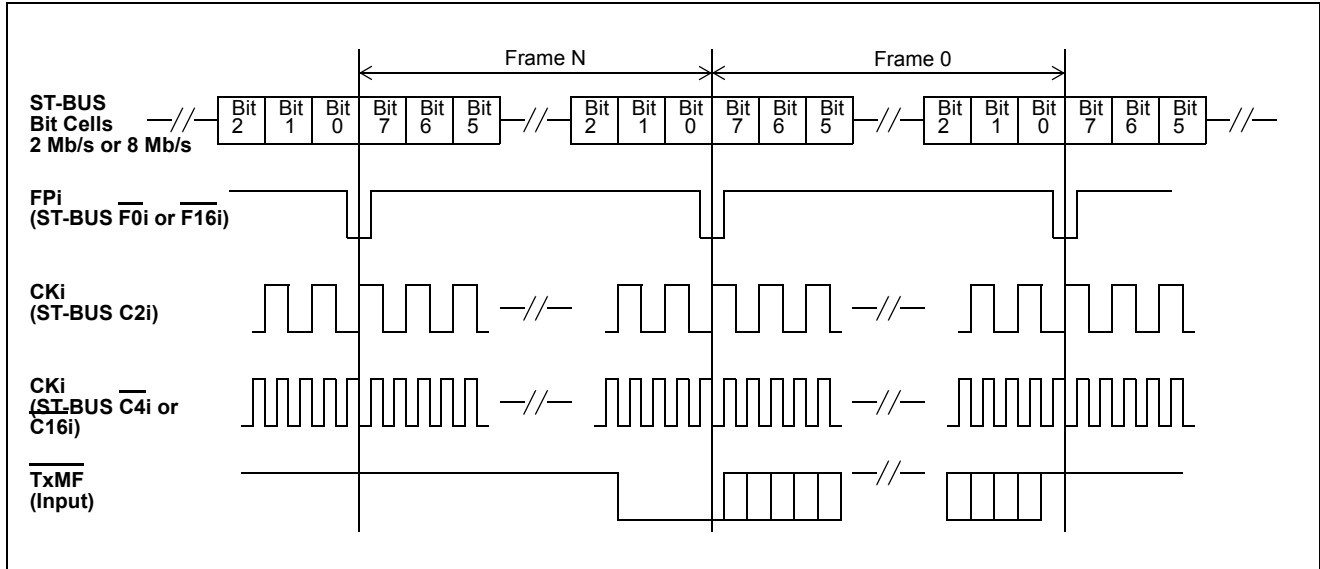 Frame N Frame 0
ST-BUS
Bit Cells
2 Mb/s or 8 Mb/s
Bit 2 Bit 1 Bit 0 Bit 7 Bit 6 Bit 5 Bit 2 Bit 1 Bit 0 Bit 7 Bit 6 Bit 5 Bit 2 Bit 1 Bit 0 Bit 7 Bit 6 Bit 5
FPi
(ST-BUS F0i or F16i)
CKi
(ST-BUS C2i)
CKi
(ST-BUS C4i or
C16i)
TxMF
(Input)